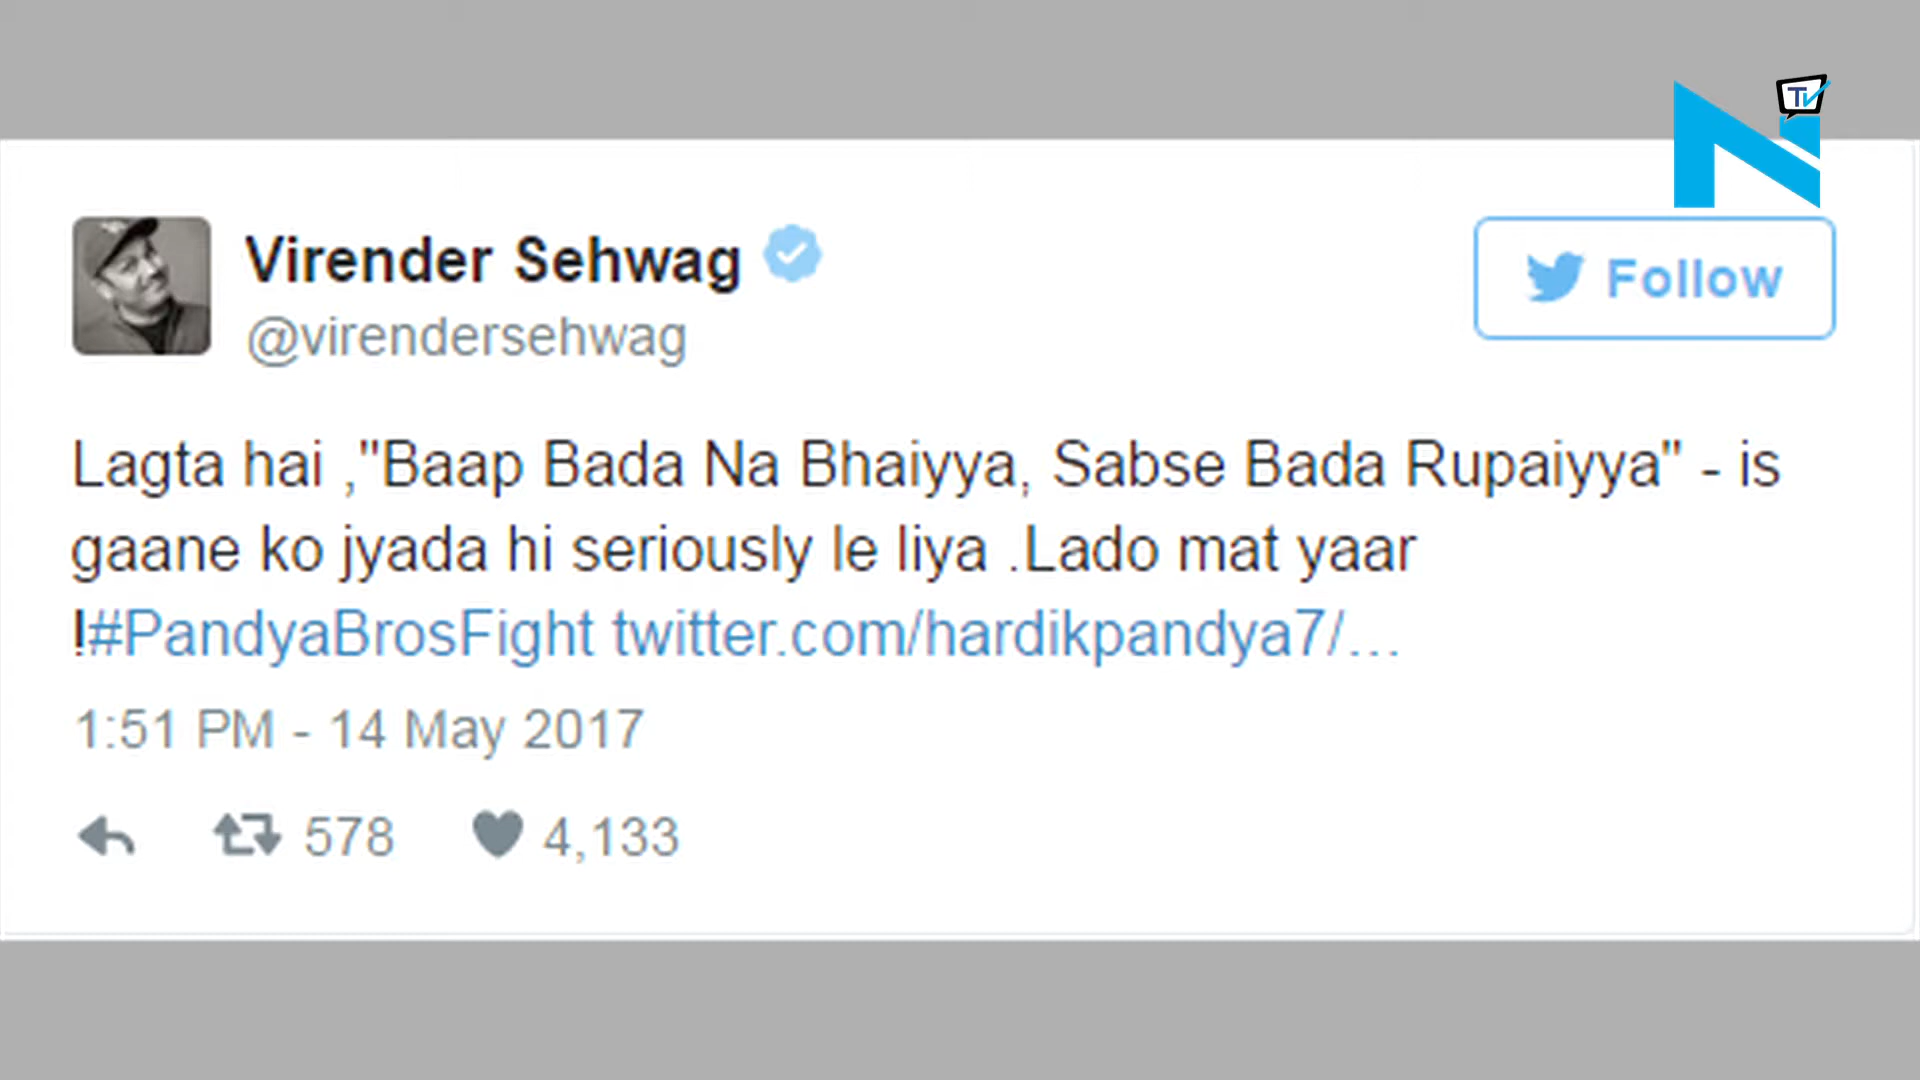 TV
N
Virender Sehwag
Follow
@virendersehwag
Lagta hai ,"Baap Bada Na Bhaiyya, Sabse Bada Rupaiyya" - is
gaane ko jyada hi seriously le liya .Lado mat yaar
!#PandyaBrosFight twitter.com/hardikpandya7/...
1:51 PM - 14 May 2017
578 4,133